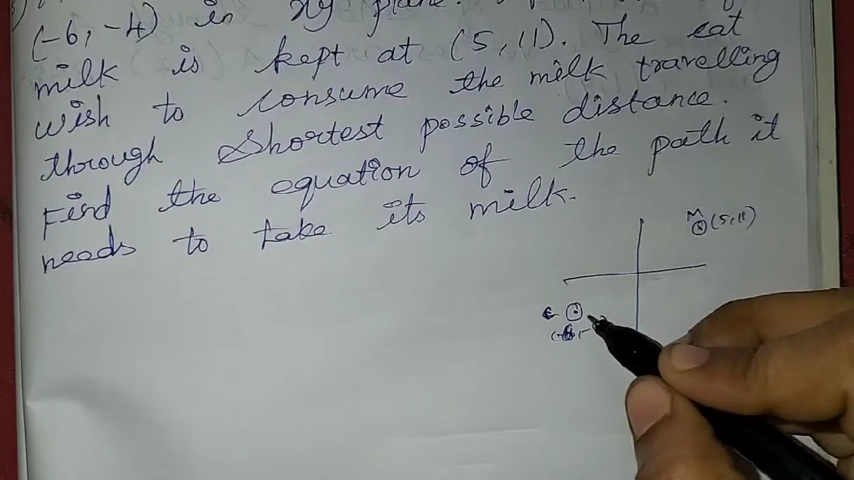 (-6, -4) in xy plane.
milk is kept at (5, 11). The cat
wish to consume the milk travelling
through shortest possible distance.
Find the equation of the path it
needs to take its milk.
M
(5, 11)
C